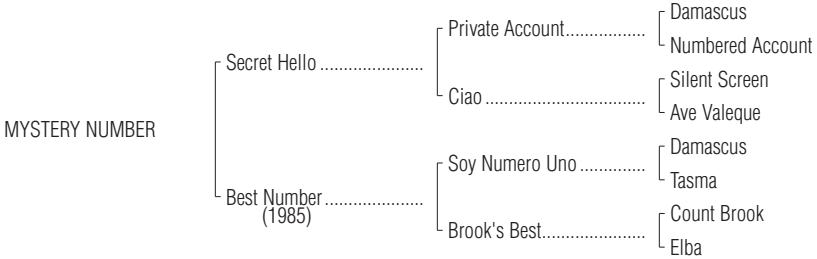 Damascus
Private Account.................
Numbered Account
Secret Hello ......................
Silent Screen
Ciao ..................................
Ave Valeque
MYSTERY NUMBER
Damascus
Soy Numero Uno ..............
Tasma
Best Number.....................
(1985)
Count Brook
Brook's Best......................
Elba